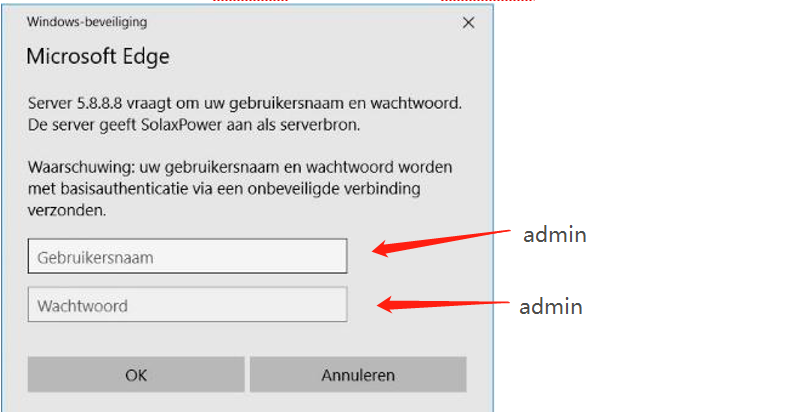 Windows-beveiliging
Microsoft Edge
Server 5.8.8.8 vraagt om uw gebruikersnaam en wachtwoord.
De server geeft SolaxPower aan als serverbron.
Waarschuwing: uw gebruikersnaam en wachtwoord worden
met basisauthenticatie via een onbeveiligde verbinding
verzonden.
Gebruikersnaam
admin
Wachtwoord
admin
OK
Annuleren